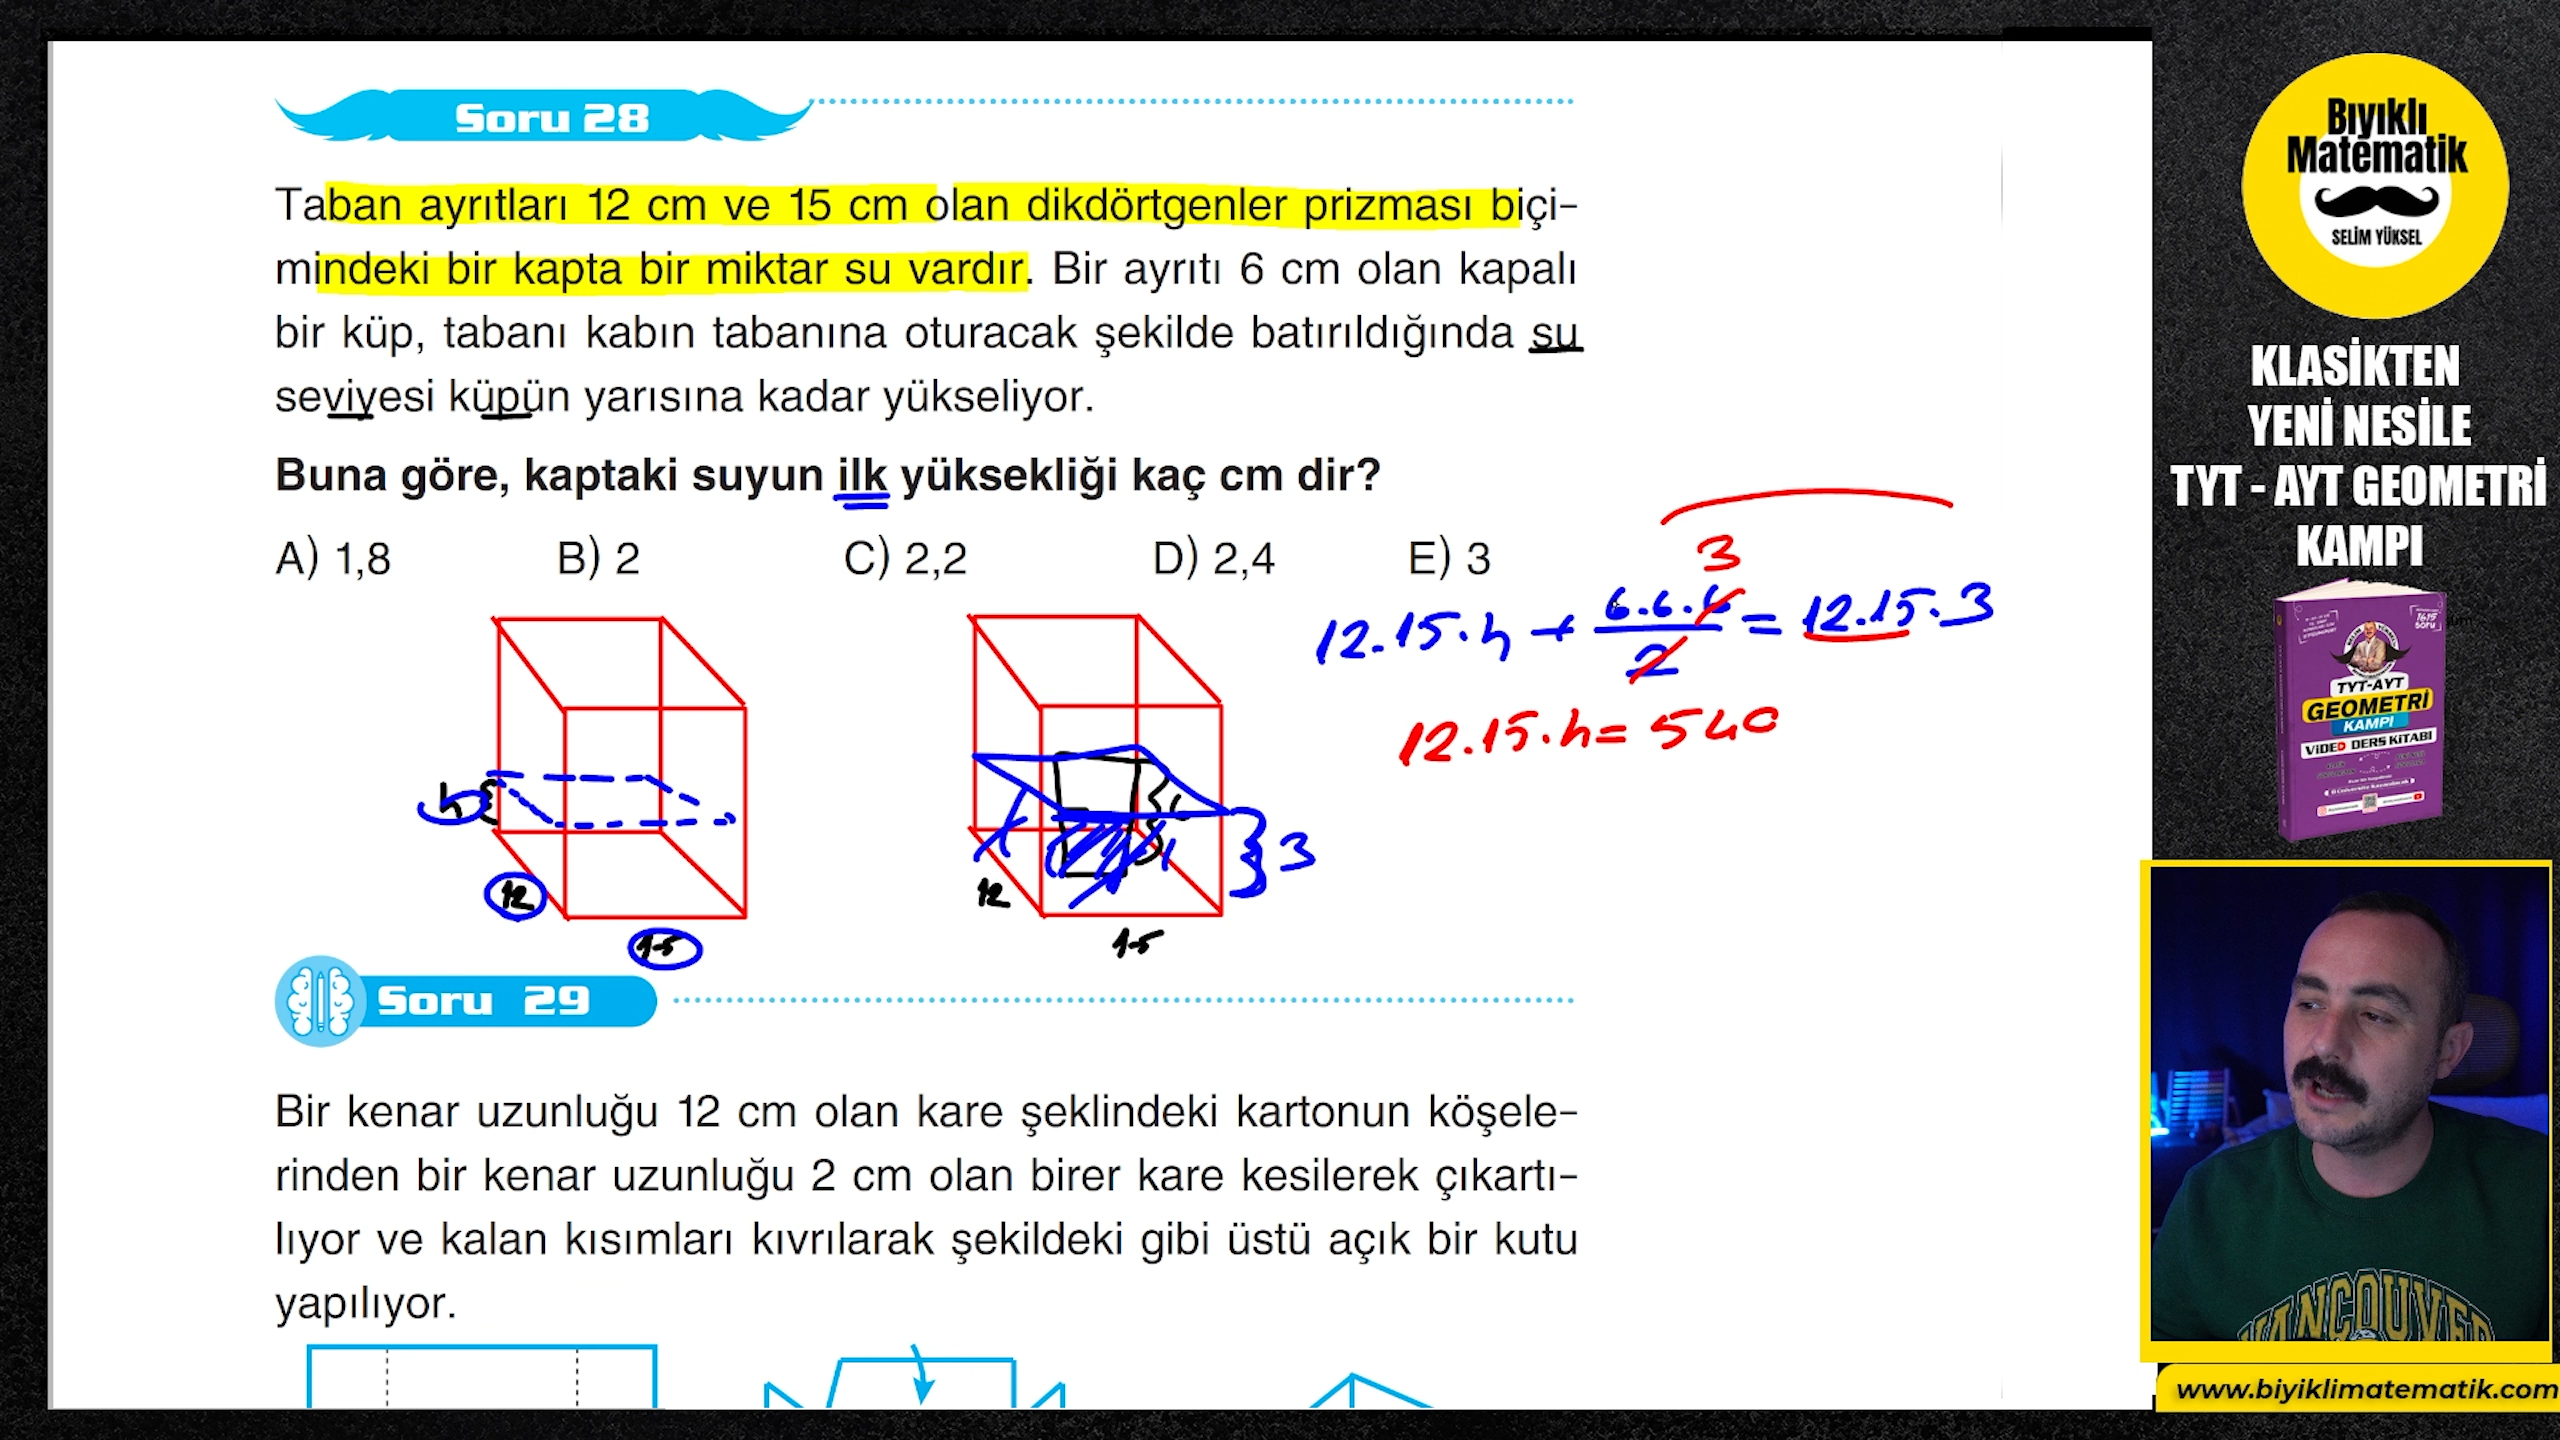 Soru 28
Taban ayrıtları 12 cm ve 15 cm olan dikdörtgenler prizması biçi-
mindeki bir kapta bir miktar su vardır. Bir ayrıtı 6 cm olan kapalı
bir küp, tabanı kabın tabanına oturacak şekilde batırıldığında su
seviyesi küpün yarısına kadar yükseliyor.
Buna göre, kaptaki suyun ilk yüksekliği kaç cm dir?
A) 1,8 B) 2 C) 2,2 D) 2,4 E) 3
3
12.15.h + 6.6.6 / 2 = 12.15.3
12.15.h = 540
h
12
15
3
12
15
Soru 29
Bir kenar uzunluğu 12 cm olan kare şeklindeki kartonun köşele-
rinden bir kenar uzunluğu 2 cm olan birer kare kesilerek çıkartı-
lıyor ve kalan kısımları kıvrılarak şekildeki gibi üstü açık bir kutu
yapılıyor.
Bıyıklı
Matematik
SELİM YÜKSEL
KLASİKTEN
YENİ NESİLE
TYT - AYT GEOMETRİ
KAMPI
1615
soru
TYT-AYT
GEOMETRİ
KAMPI
VİDEO DERS KİTABI
VANCOUVER
www.biyiklimatematik.com